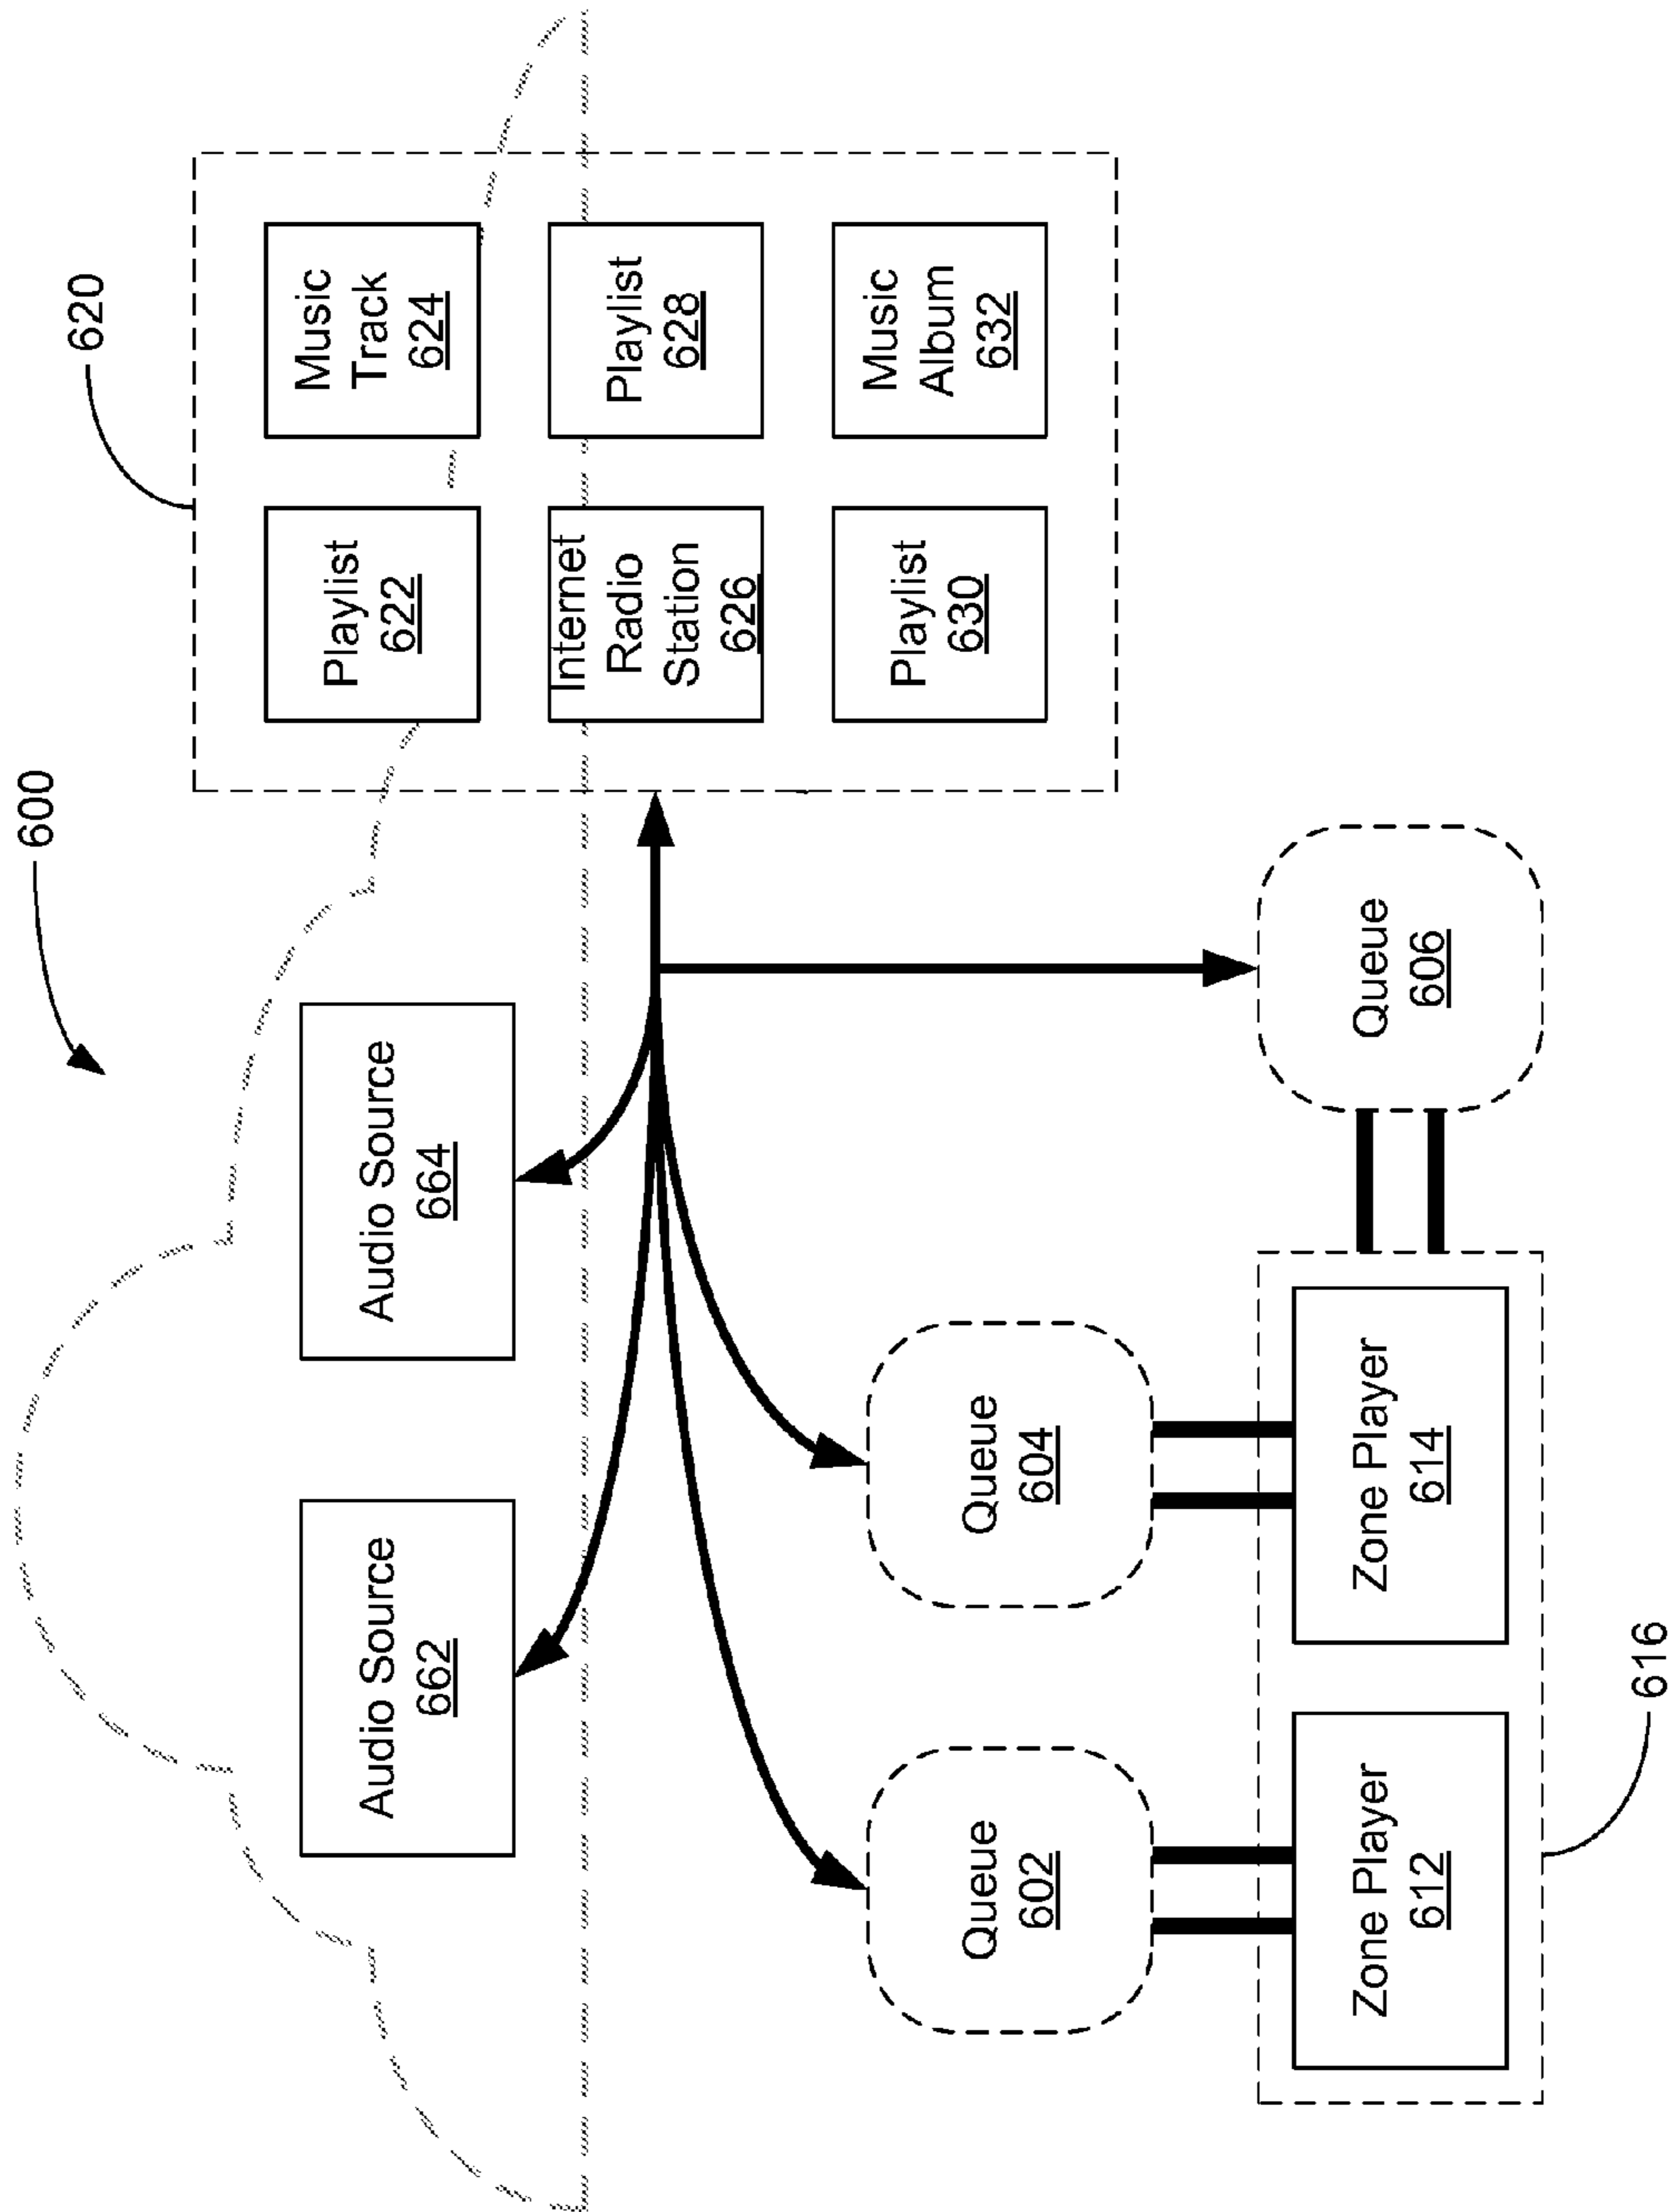 600
620
Audio Source
662
Audio Source
664
Playlist
622
Music
Track
624
Internet
Radio
Station
626
Playlist
628
Playlist
630
Music
Album
632
Queue
602
Queue
604
Queue
606
Zone Player
612
Zone Player
614
616